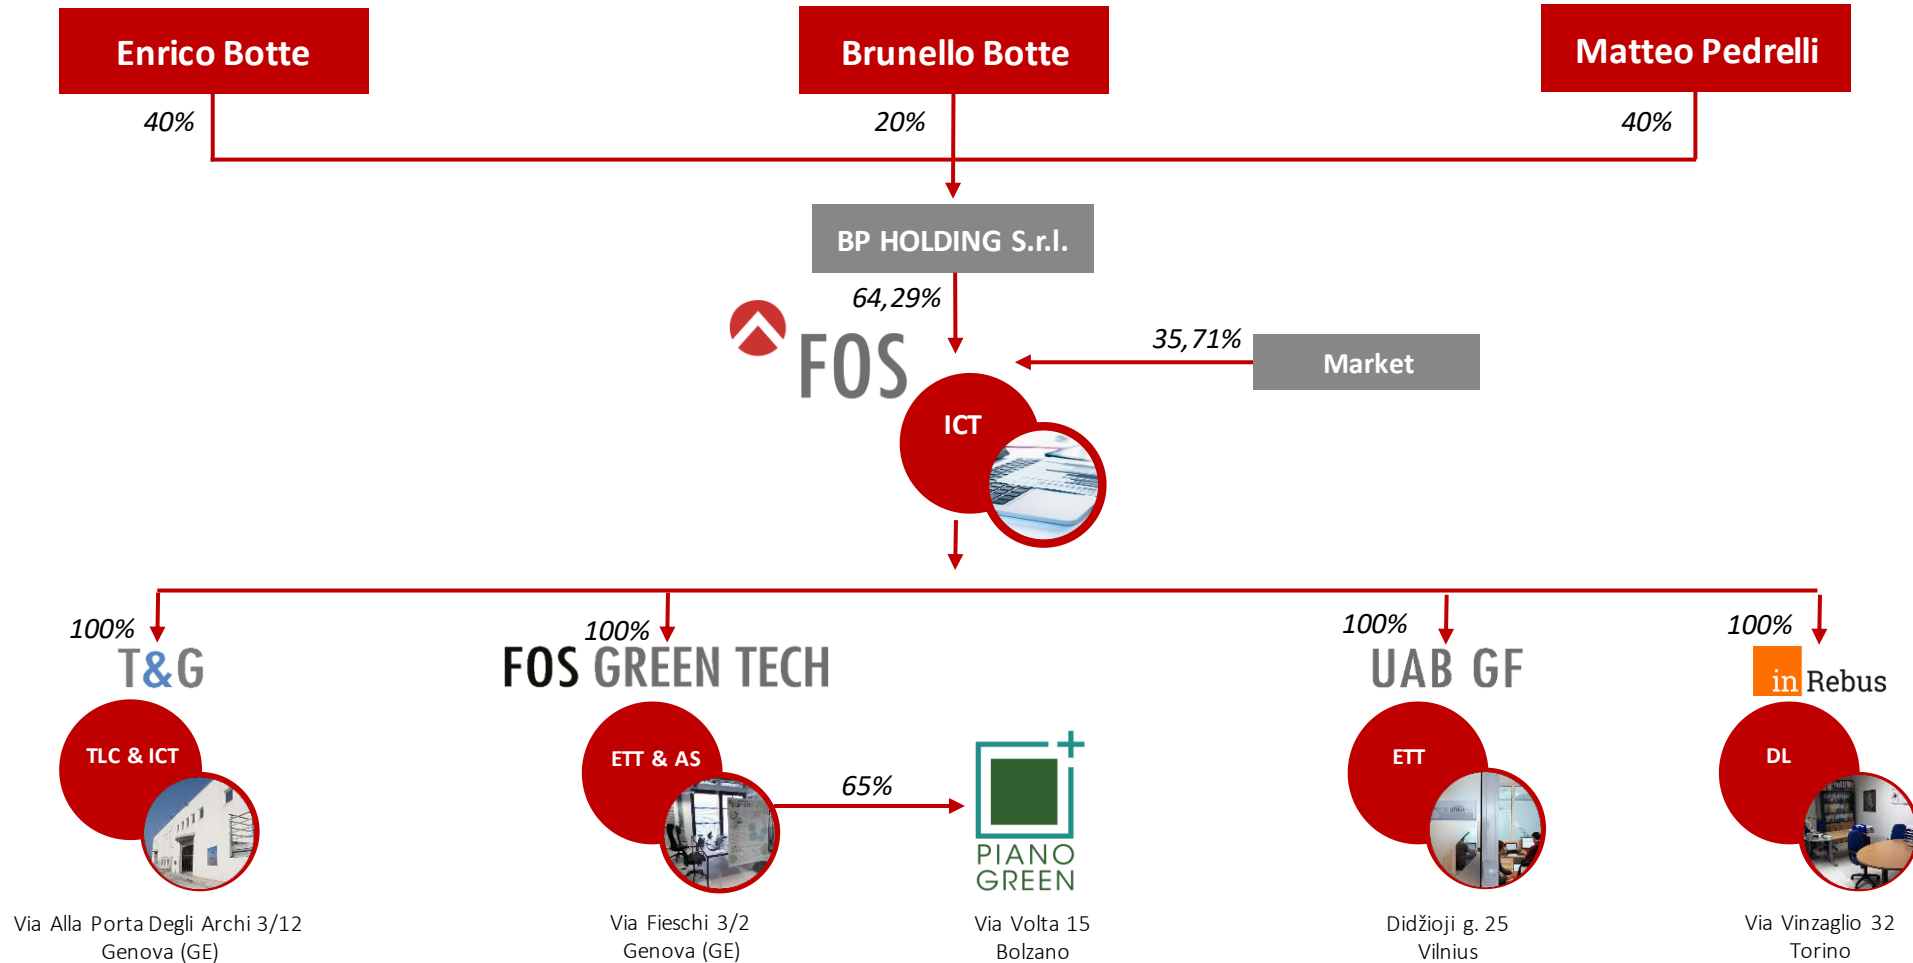 Enrico Botte
Brunello Botte
Matteo Pedrelli
40%
20%
40%
BP HOLDING S.r.l.
64,29%
FOS
35,71%
Market
ICT
100%
100%
100%
100%
T&G
FOS GREEN TECH
UAB GF
in Rebus
TLC & ICT
ETT & AS
ETT
DL
65%
PIANO
GREEN
Via Alla Porta Degli Archi 3/12
Genova (GE)
Via Fieschi 3/2
Genova (GE)
Via Volta 15
Bolzano
Didžioji g. 25
Vilnius
Via Vinzaglio 32
Torino